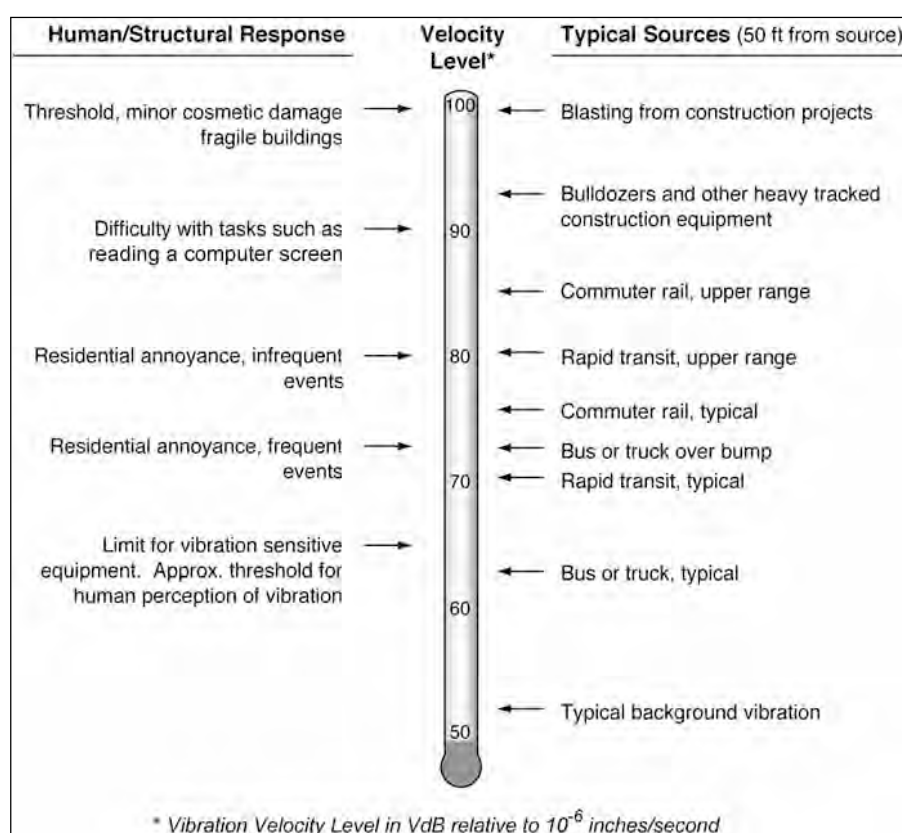 Human/Structural Response
Velocity
Level*
Typical Sources (50 ft from source)
Threshold, minor cosmetic damage
fragile buildings
100
Blasting from construction projects
Bulldozers and other heavy tracked
construction equipment
Difficulty with tasks such as
reading a computer screen
90
Commuter rail, upper range
Residential annoyance, infrequent
events
80
Rapid transit, upper range
Commuter rail, typical
Residential annoyance, frequent
events
Bus or truck over bump
70
Rapid transit, typical
Limit for vibration sensitive
equipment. Approx. threshold for
human perception of vibration
Bus or truck, typical
60
Typical background vibration
50
* Vibration Velocity Level in VdB relative to 10⁻⁶ inches/second